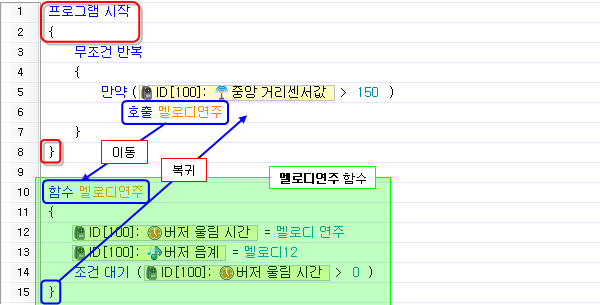 1 프로그램 시작
2 {
3 무조건 반복
4 {
5 만약 ( ID[100]: 중앙 거리센서값 > 150 )
6 호출 멜로디연주
7 }
8 }
이동
복귀
9
멜로디연주 함수
10 함수 멜로디연주
11 {
12 ID[100]: 버저 울림 시간 = 멜로디 연주
13 ID[100]: 버저 음계 = 멜로디12
14 조건 대기 ( ID[100]: 버저 울림 시간 > 0 )
15 }